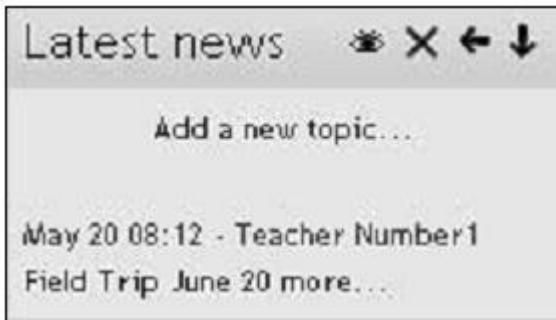 Latest news
Add a new topic...
May 20 08:12 - Teacher Number1
Field Trip June 20 more...